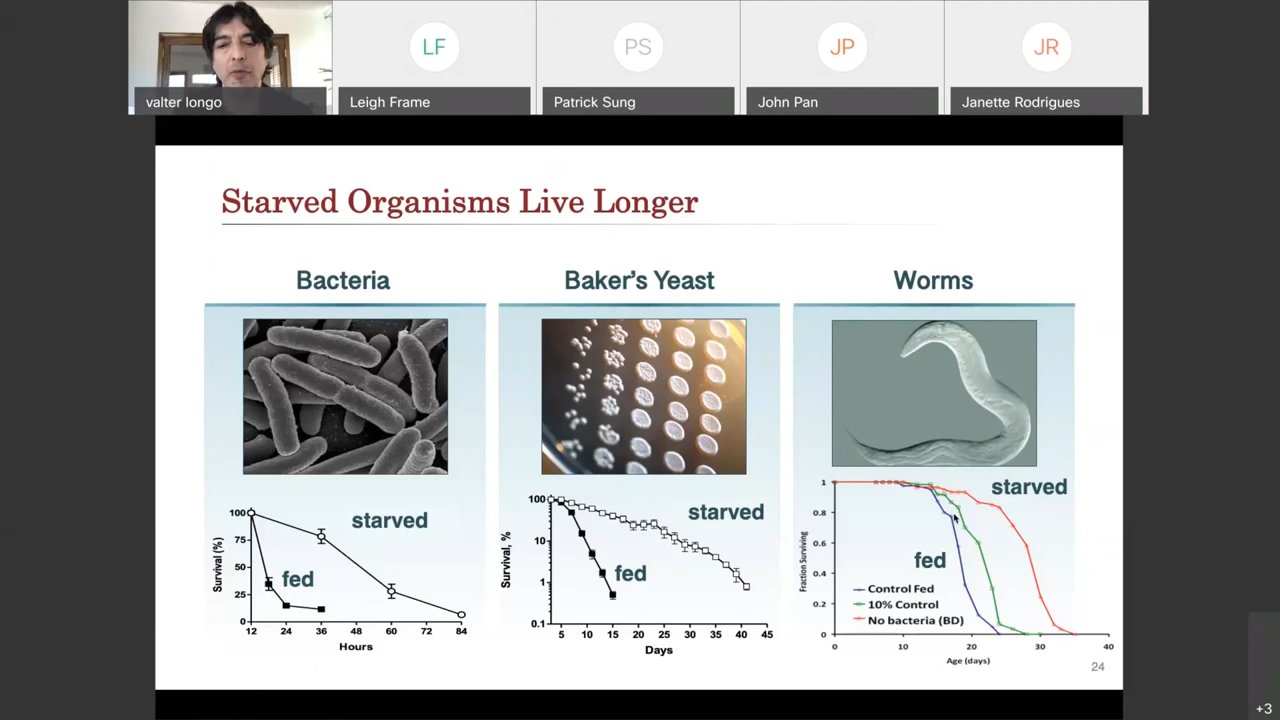 LF
PS
JP
JR
valter longo
Leigh Frame
Patrick Sung
John Pan
Janette Rodrigues
Starved Organisms Live Longer
Bacteria
Baker's Yeast
Worms
100
75
50
25
0
Survival (%)
starved
fed
12 24 36 48 60 72 84
Hours
100
10
1
0.1
Survival, %
starved
fed
5 10 15 20 25 30 35 40 45
Days
1
0.8
0.6
0.4
0.2
0
Fraction Surviving
starved
fed
Control Fed
10% Control
No bacteria (BD)
0 10 20 30 40
Age (days)
24
+3